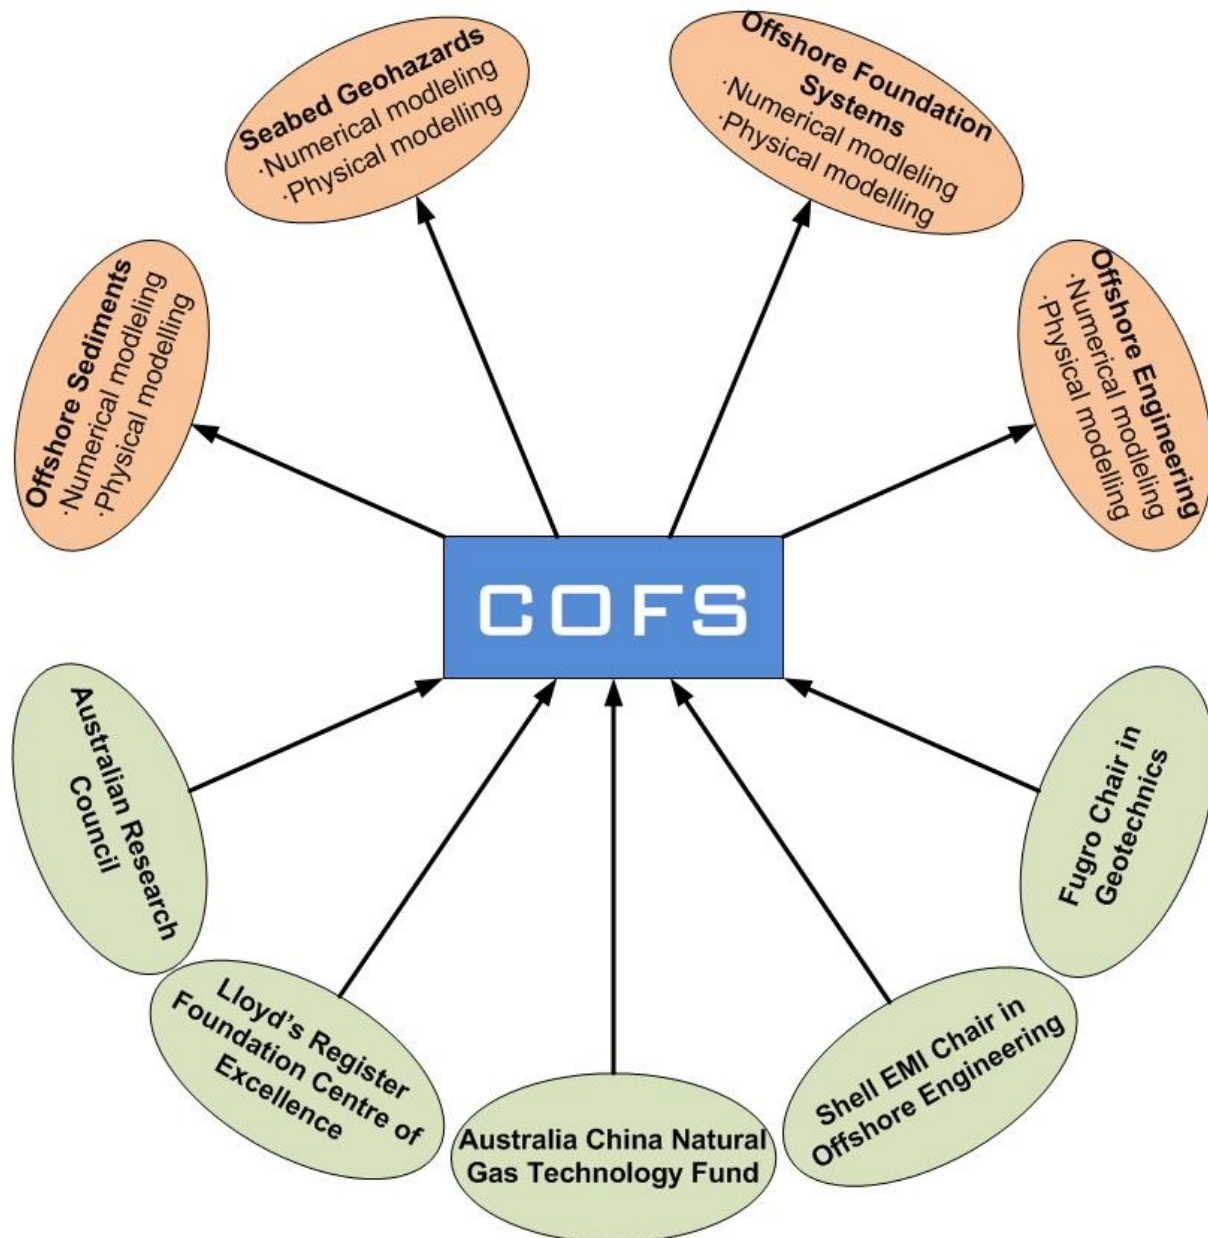 Seabed Geohazards
·Numerical modleling
·Physical modelling
Offshore Foundation
Systems
·Numerical modleling
·Physical modelling
Offshore Sediments
·Numerical modleling
·Physical modelling
Offshore Engineering
·Numerical modleling
·Physical modelling
COFS
Australian Research
Council
Lloyd’s Register
Foundation Centre of
Excellence
Australia China Natural
Gas Technology Fund
Shell EMI Chair in
Offshore Engineering
Fugro Chair in
Geotechnics